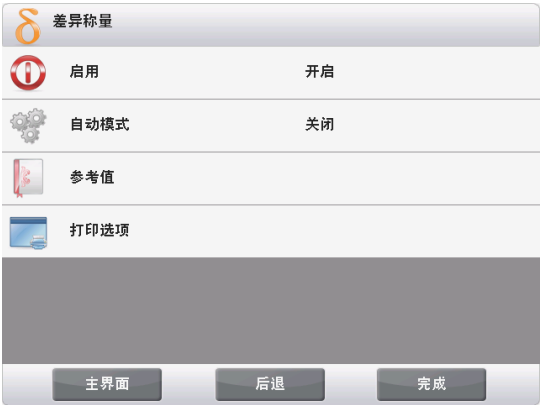 差异称量
启用 开启
自动模式 关闭
参考值
打印选项
主界面 后退 完成